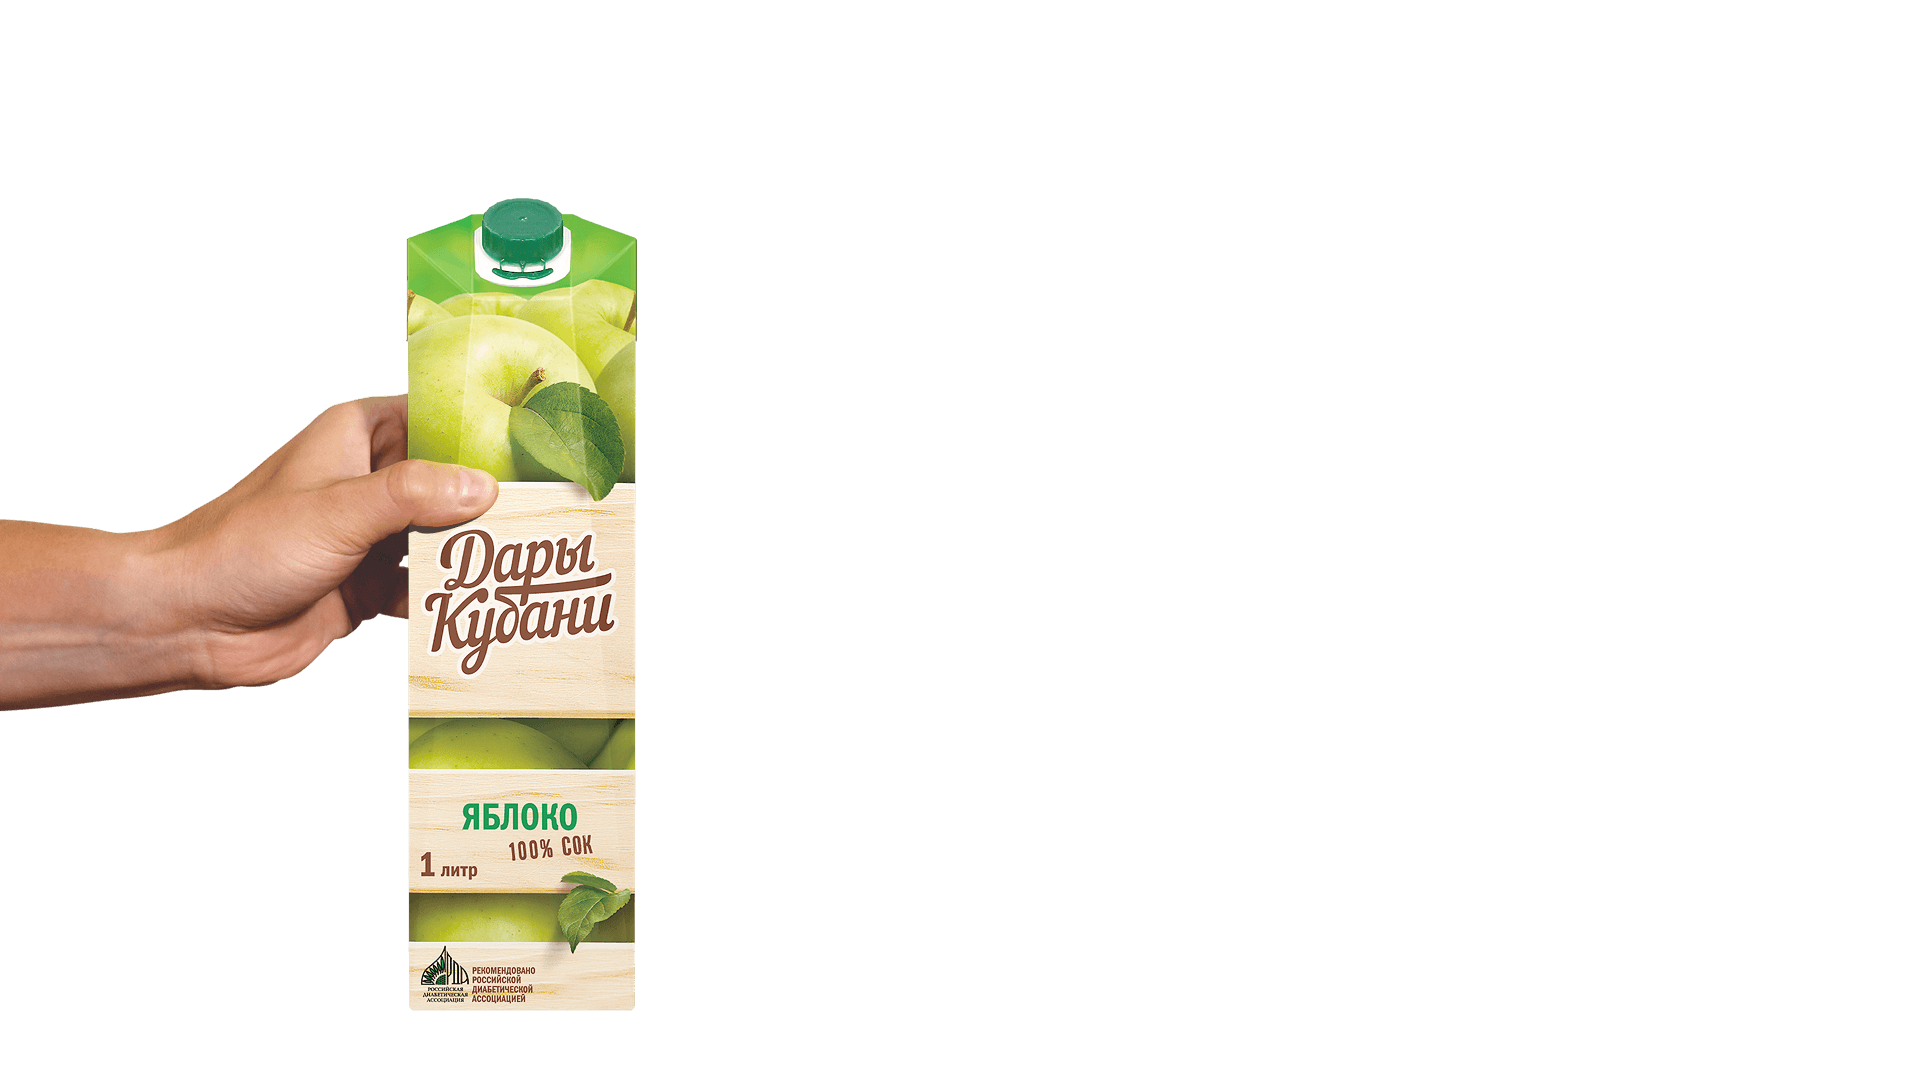 Дары
Кубани
ЯБЛОКО
100% СОК
1 литр
РОССИЙСКАЯ
ДИАБЕТИЧЕСКАЯ
АССОЦИАЦИЯ
РЕКОМЕНДОВАНО
РОССИЙСКОЙ
ДИАБЕТИЧЕСКОЙ
АССОЦИАЦИЕЙ